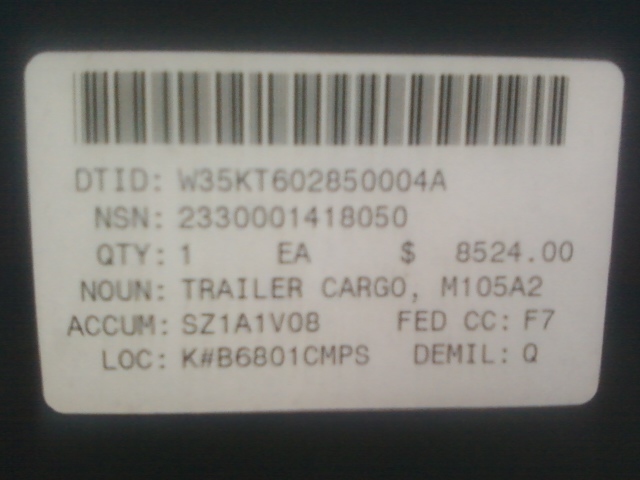 DTID: W35KT602850004A
NSN: 2330001418050
QTY: 1 EA $ 8524.00
NOUN: TRAILER CARGO, M105A2
ACCUM: SZ1A1V08 FED CC: F7
LOC: K#B6801CMPS DEMIL: Q